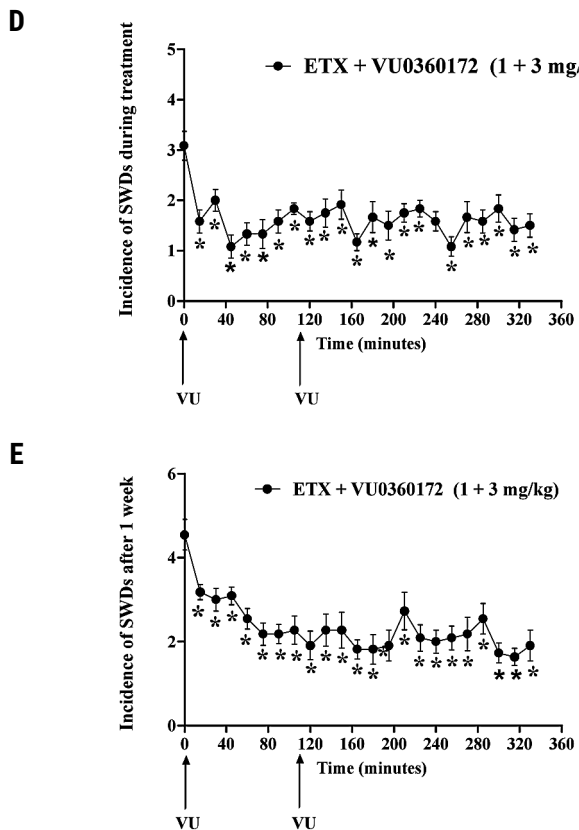 D
Incidence of SWDs during treatment
5
4
3
2
1
0
ETX + VU0360172 (1 + 3 mg/
* * * * * * * * * * * * * * * * * * * * *
0 40 80 120 160 200 240 280 320 360
Time (minutes)
VU VU
E
Incidence of SWDs after 1 week
6
4
2
0
ETX + VU0360172 (1 + 3 mg/kg)
* * * * * * * * * * * * * * * * * * * * * *
0 40 80 120 160 200 240 280 320 360
Time (minutes)
VU VU